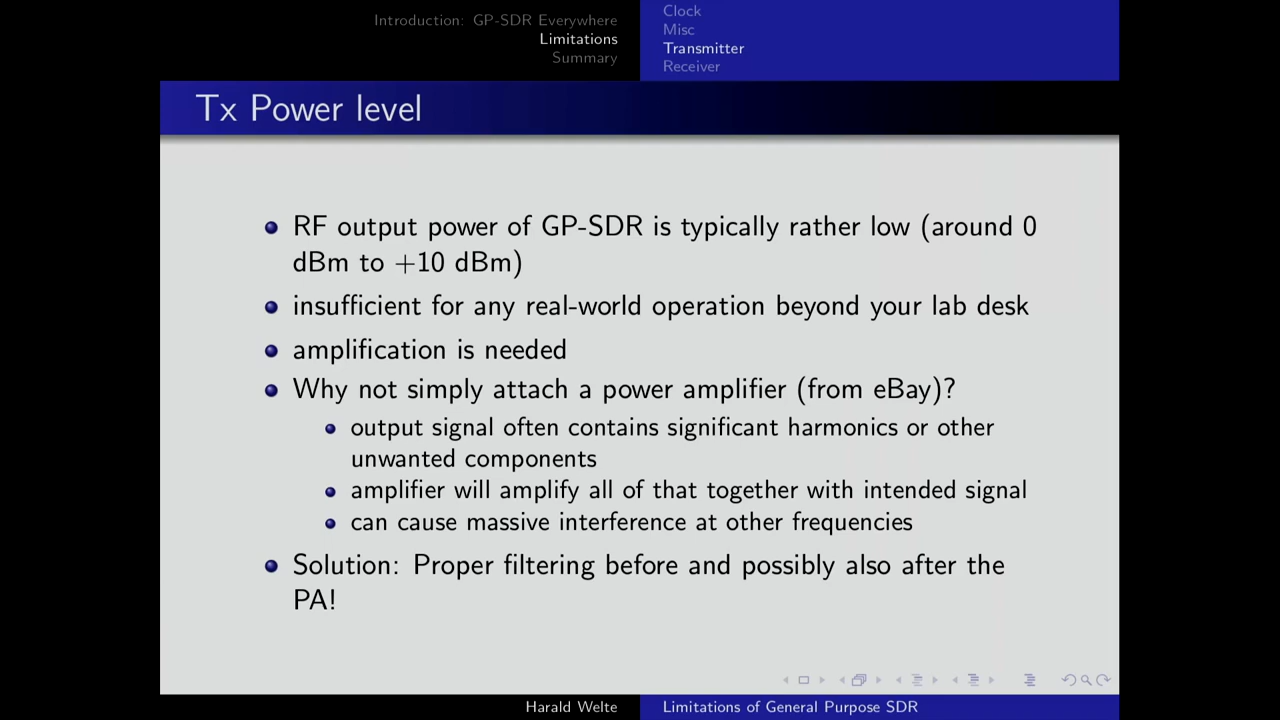 Introduction: GP-SDR Everywhere
Limitations
Summary
Clock
Misc
Transmitter
Receiver
Tx Power level
RF output power of GP-SDR is typically rather low (around 0
dBm to +10 dBm)
insufficient for any real-world operation beyond your lab desk
amplification is needed
Why not simply attach a power amplifier (from eBay)?
output signal often contains significant harmonics or other
unwanted components
amplifier will amplify all of that together with intended signal
can cause massive interference at other frequencies
Solution: Proper filtering before and possibly also after the
PA!
Harald Welte
Limitations of General Purpose SDR